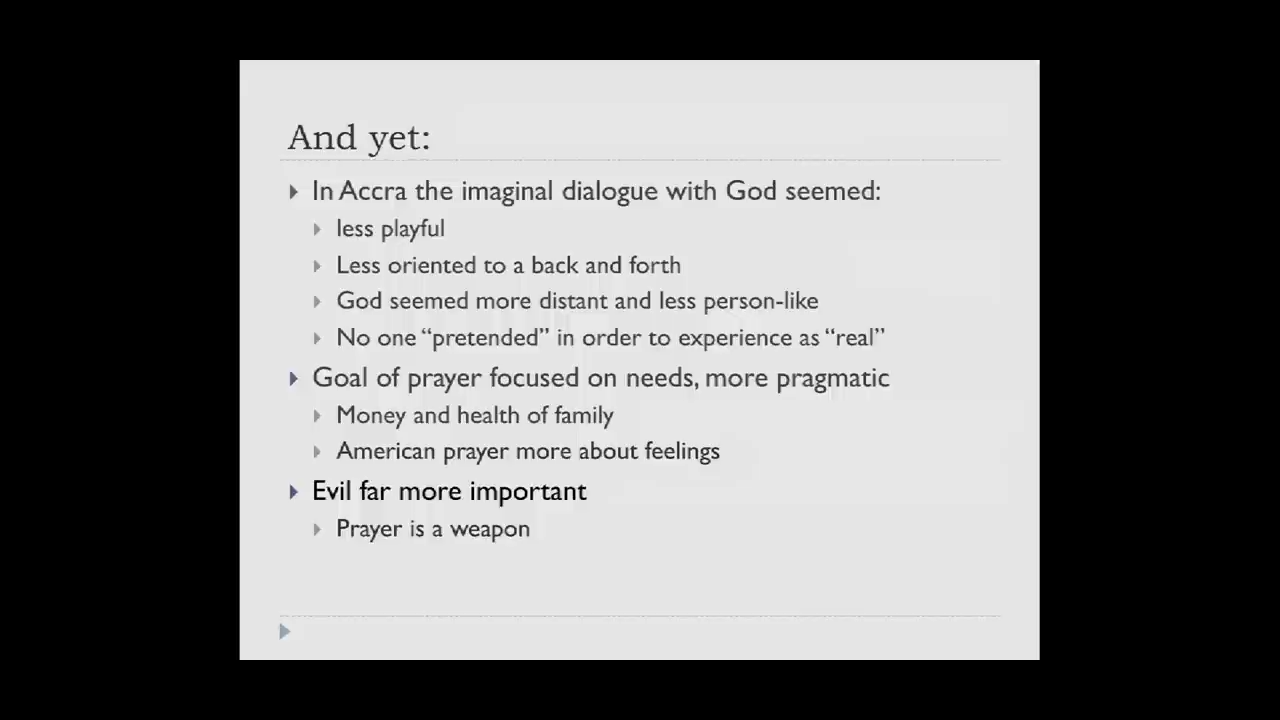 And yet:
In Accra the imaginal dialogue with God seemed:
less playful
Less oriented to a back and forth
God seemed more distant and less person-like
No one “pretended” in order to experience as “real”
Goal of prayer focused on needs, more pragmatic
Money and health of family
American prayer more about feelings
Evil far more important
Prayer is a weapon